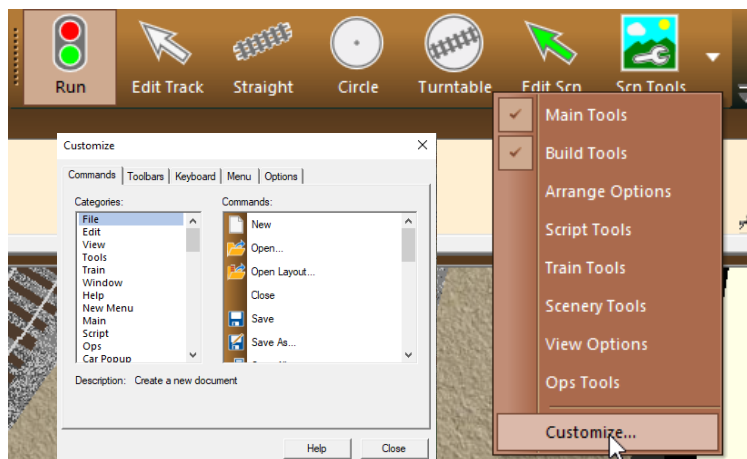 Run
Edit Track
Straight
Circle
Turntable
Edit Scn
Scn Tools
Main Tools
Build Tools
Arrange Options
Script Tools
Train Tools
Scenery Tools
View Options
Ops Tools
Customize...
Customize
Commands
Toolbars
Keyboard
Menu
Options
Categories:
File
Edit
View
Tools
Train
Window
Help
New Menu
Main
Script
Ops
Car Popup
Commands:
New
Open...
Open Layout...
Close
Save
Save As...
Description: Create a new document
Help
Close